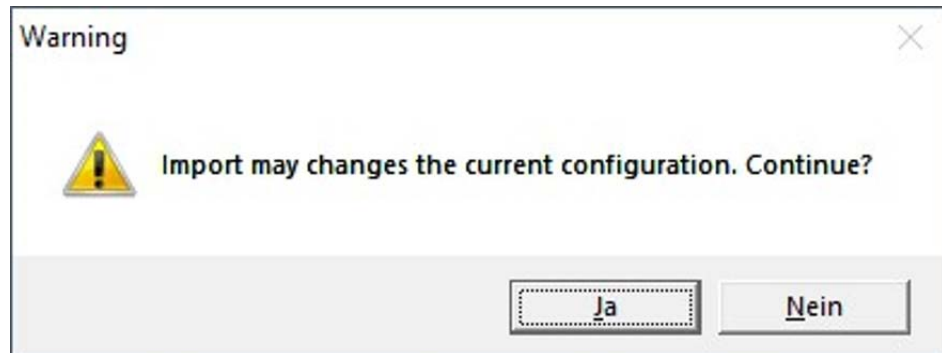 Warning
Import may changes the current configuration. Continue?
Ja
Nein